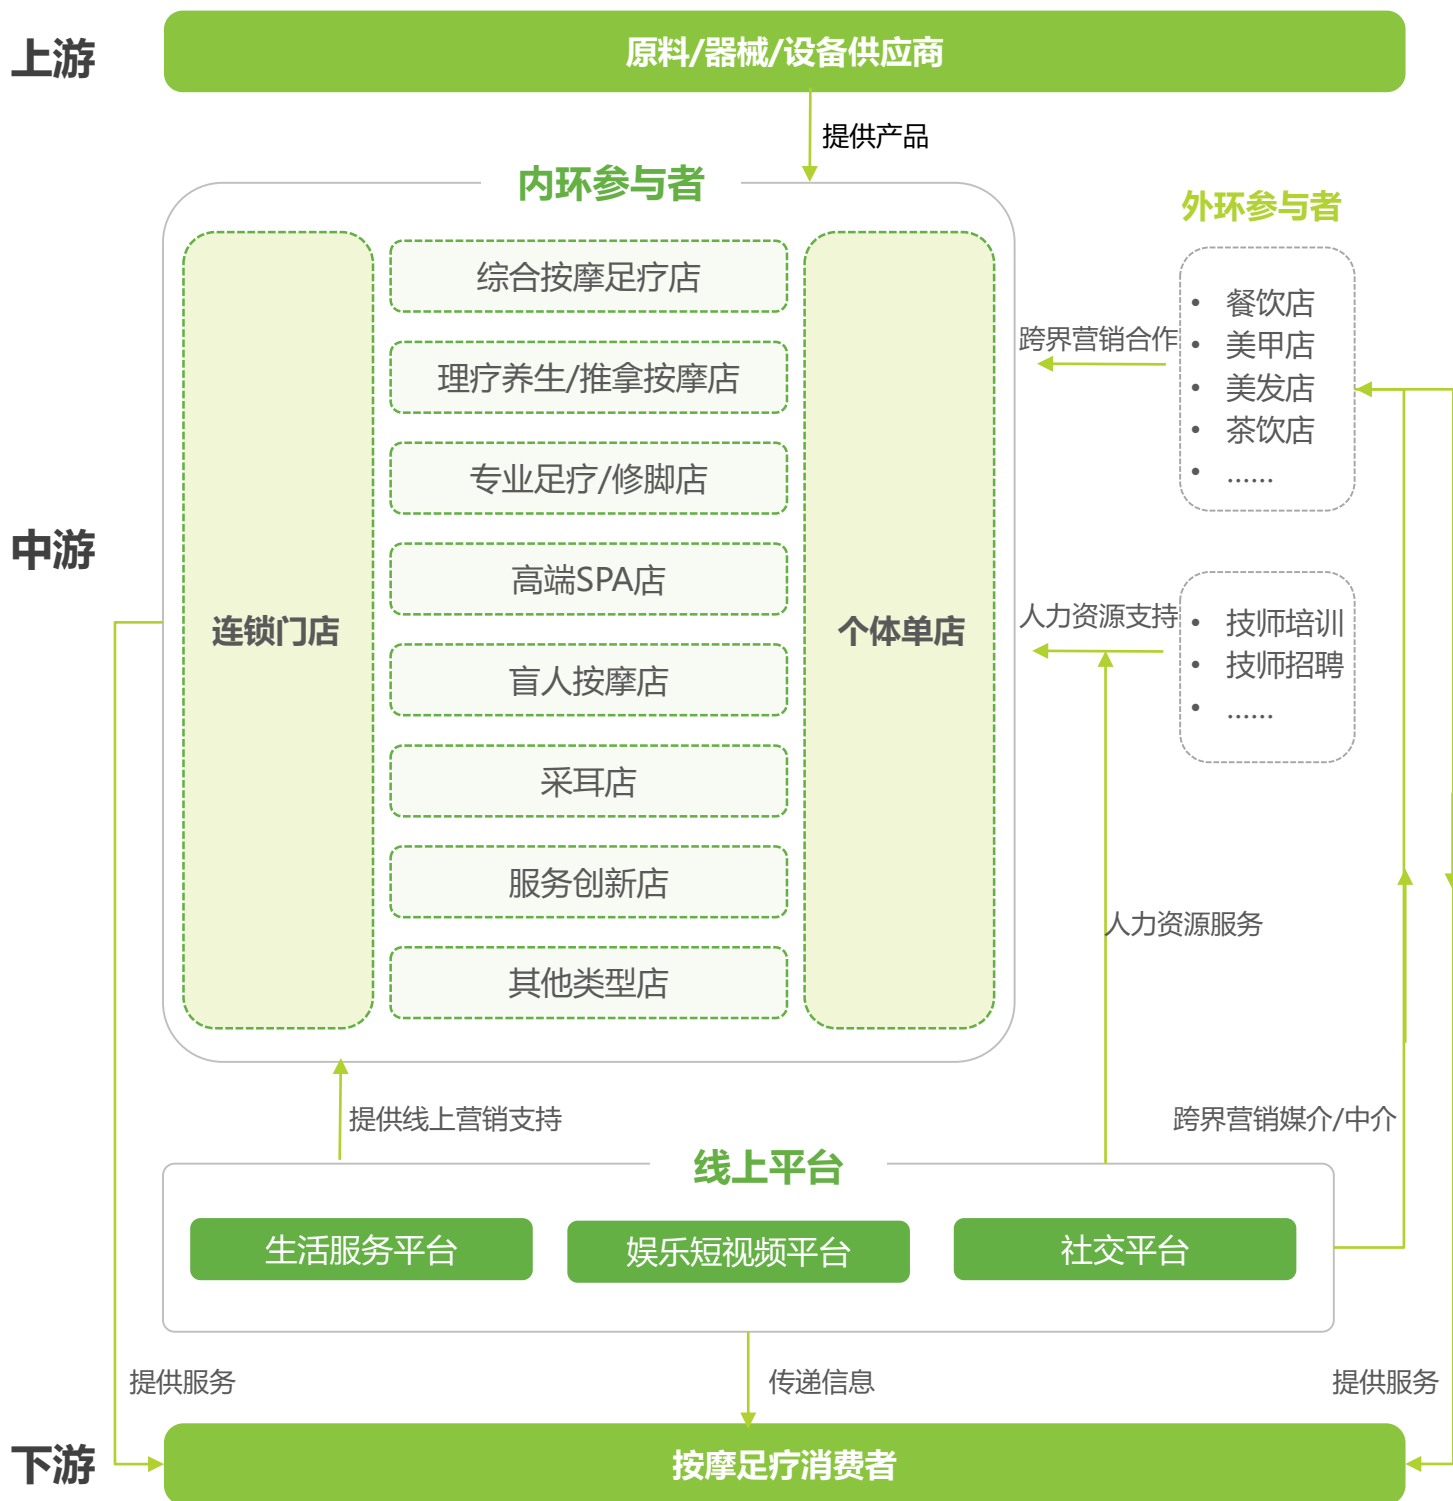 上游
原料/器械/设备供应商
提供产品
内环参与者
外环参与者
连锁门店
综合按摩足疗店
理疗养生/推拿按摩店
专业足疗/修脚店
高端SPA店
盲人按摩店
采耳店
服务创新店
其他类型店
个体单店
中游
跨界营销合作
• 餐饮店
• 美甲店
• 美发店
• 茶饮店
• ......
人力资源支持
• 技师培训
• 技师招聘
• ......
人力资源服务
提供线上营销支持
跨界营销媒介/中介
线上平台
生活服务平台
娱乐短视频平台
社交平台
提供服务
传递信息
提供服务
下游
按摩足疗消费者